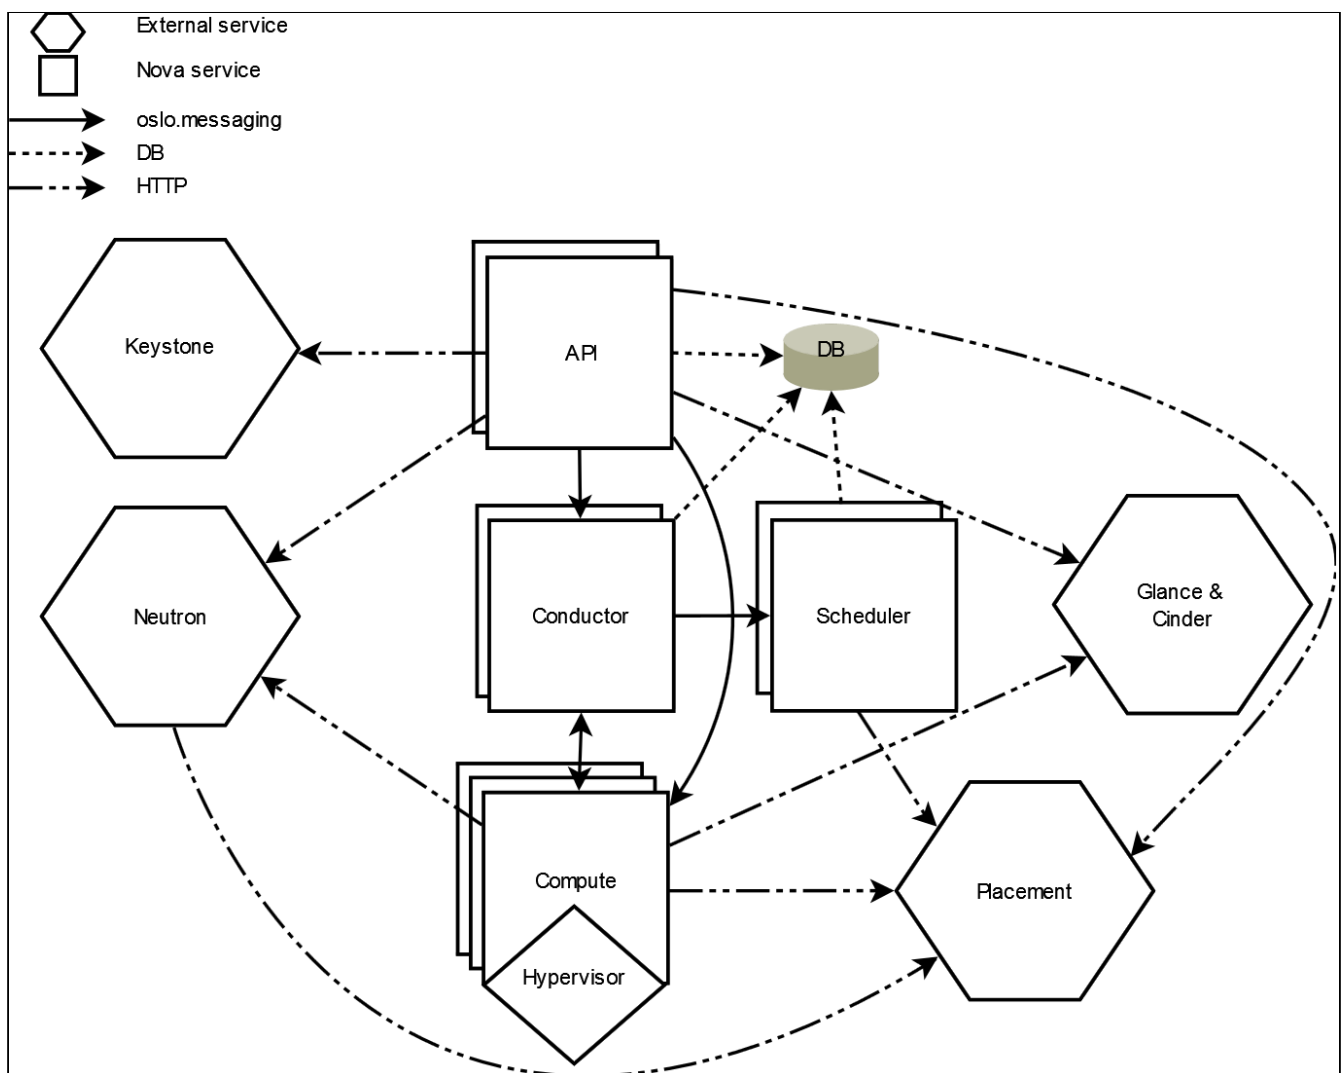 External service
Nova service
oslo.messaging
DB
HTTP
Keystone
API
DB
Neutron
Conductor
Scheduler
Glance &
Cinder
Compute
Placement
Hypervisor